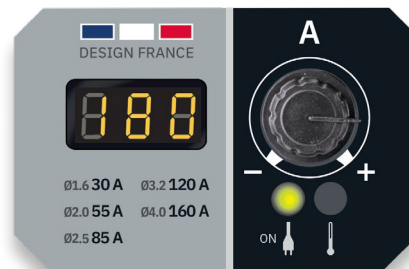 A
DESIGN FRANCE
180
- +
Ø1.6 30 A Ø3.2 120 A
Ø2.0 55 A Ø4.0 160 A
Ø2.5 85 A
ON